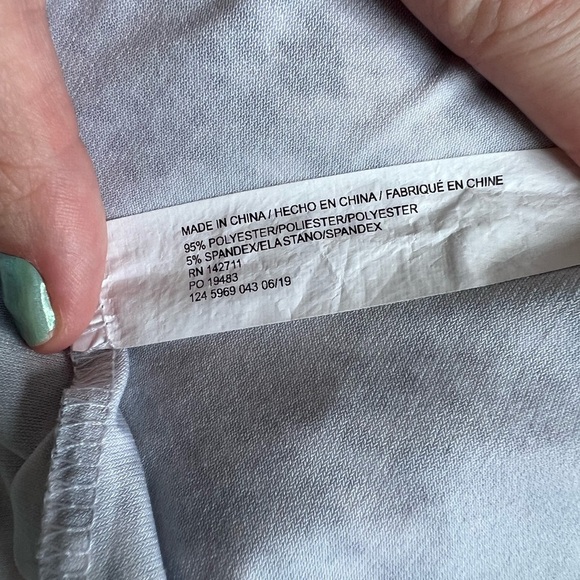 MADE IN CHINA / HECHO EN CHINA / FABRIQUÉ EN CHINE
95% POLYESTER/POLIESTER/POLYESTER
5% SPANDEX/ELASTANO/SPANDEX
RN 142711
PO 19483
124 5969 043 06/19